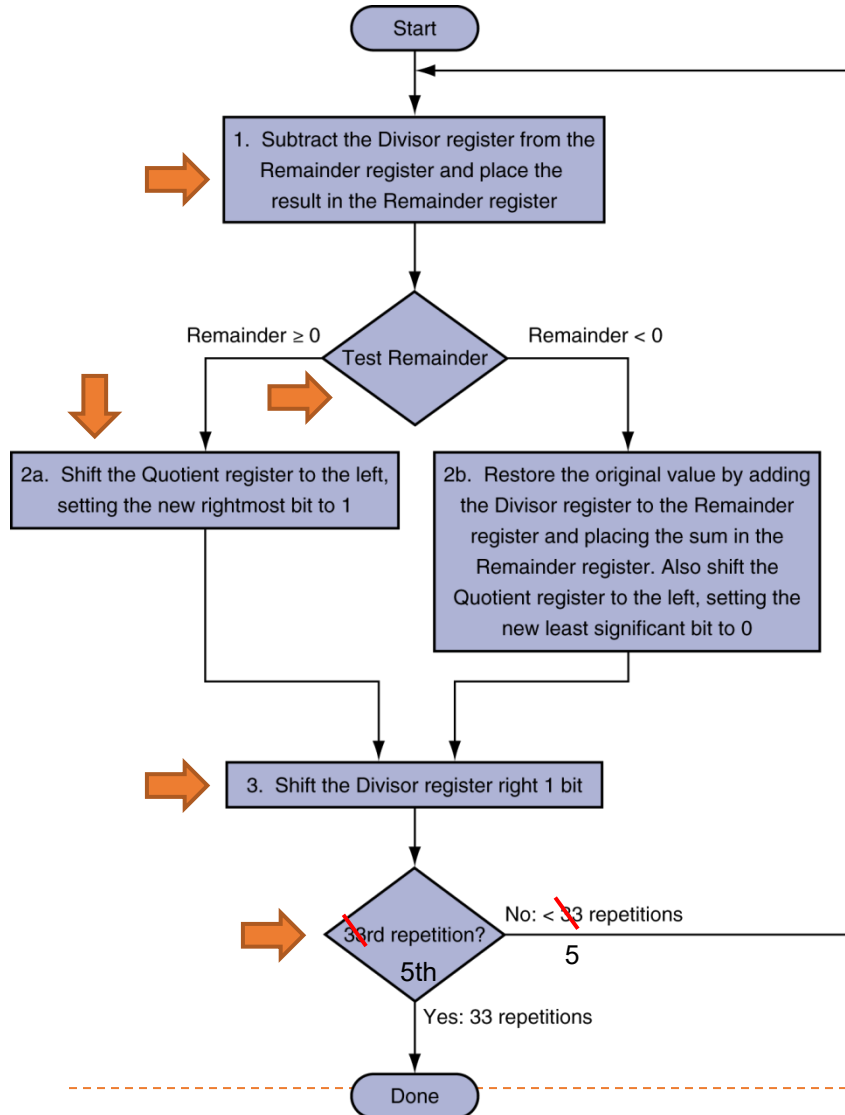 Start
1. Subtract the Divisor register from the
Remainder register and place the
result in the Remainder register
Remainder ≥ 0
Remainder < 0
Test Remainder
2a. Shift the Quotient register to the left,
setting the new rightmost bit to 1
2b. Restore the original value by adding
the Divisor register to the Remainder
register and placing the sum in the
Remainder register. Also shift the
Quotient register to the left, setting the
new least significant bit to 0
3. Shift the Divisor register right 1 bit
No: < 33 repetitions
33rd repetition?
5
5th
Yes: 33 repetitions
Done